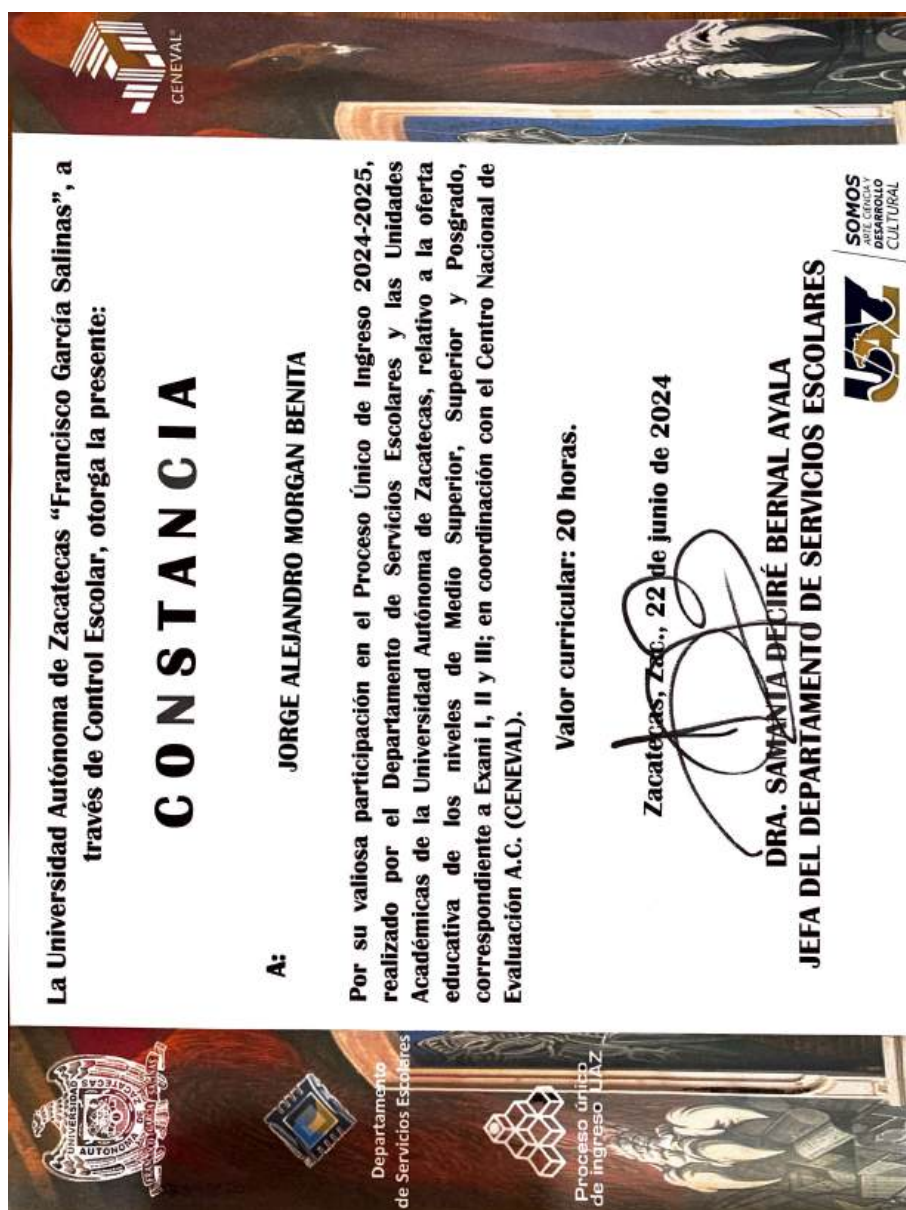 CENEVAL
La Universidad Autónoma de Zacatecas “Francisco García Salinas”, a
través de Control Escolar, otorga la presente:
CONSTANCIA
A:
JORGE ALEJANDRO MORGAN BENITA
Por su valiosa participación en el Proceso Único de Ingreso 2024-2025,
realizado por el Departamento de Servicios Escolares y las Unidades
Académicas de la Universidad Autónoma de Zacatecas, relativo a la oferta
educativa de los niveles de Medio Superior, Superior y Posgrado,
correspondiente a Exani I, II y III; en coordinación con el Centro Nacional de
Evaluación A.C. (CENEVAL).
Valor curricular: 20 horas.
Zacatecas, Zac., 22 de junio de 2024
DRA. SAMANTA DECIRÉ BERNAL AYALA
JEFA DEL DEPARTAMENTO DE SERVICIOS ESCOLARES
UNIVERSIDAD
AUTONOMA DE ZACATECAS
Departamento
de Servicios Escolares
Proceso único
de ingreso UAZ
UAZ
SOMOS
ARTE, CIENCIA Y
DESARROLLO
CULTURAL